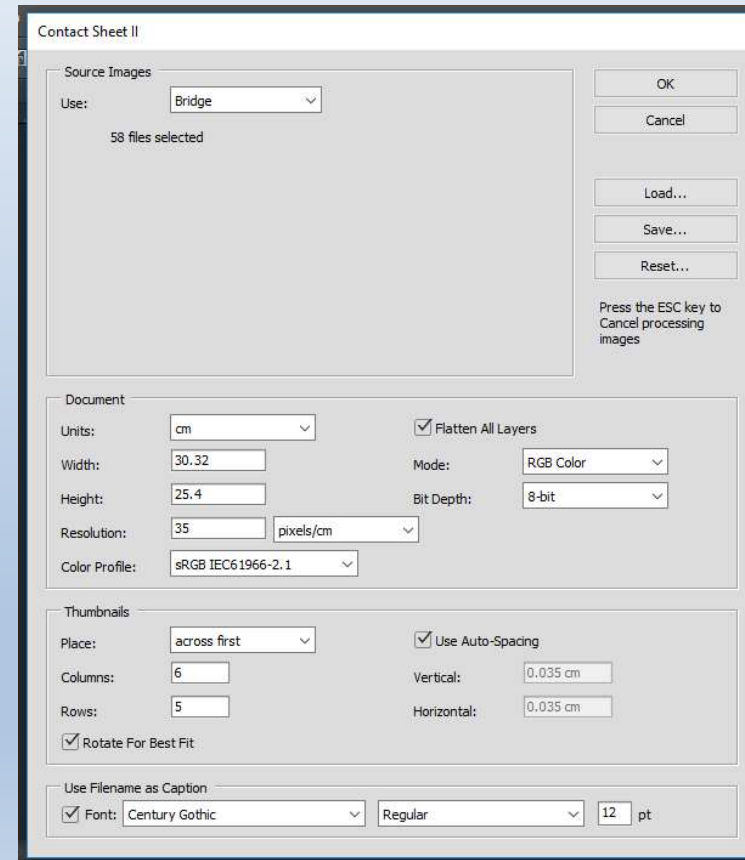 Contact Sheet II
Source Images
Use: Bridge
58 files selected
OK
Cancel
Load...
Save...
Reset...
Press the ESC key to
Cancel processing
images
Document
Units: cm
Flatten All Layers
Width: 30.32
Mode: RGB Color
Height: 25.4
Bit Depth: 8-bit
Resolution: 35 pixels/cm
Color Profile: sRGB IEC61966-2.1
Thumbnails
Place: across first
Use Auto-Spacing
Columns: 6
Vertical: 0.035 cm
Rows: 5
Horizontal: 0.035 cm
Rotate For Best Fit
Use Filename as Caption
Font: Century Gothic Regular 12 pt